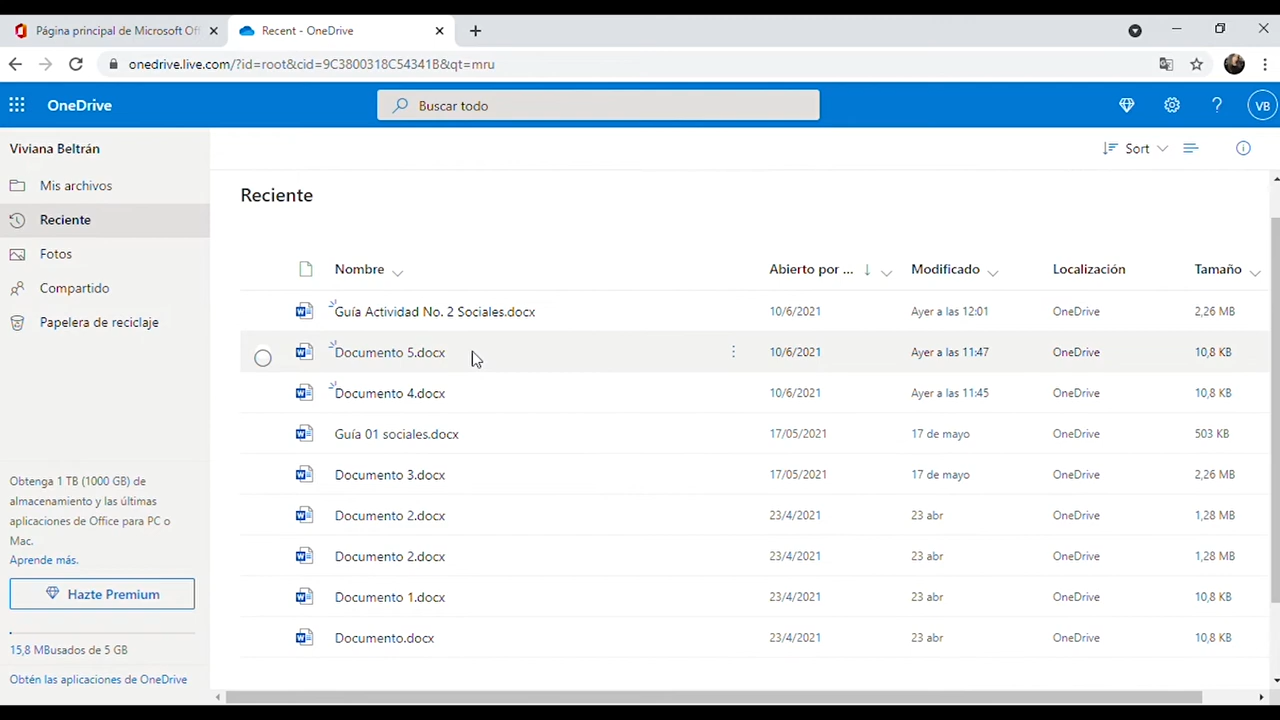 Página principal de Microsoft Off
Recent - OneDrive
onedrive.live.com/?id=root&cid=9C3800318C54341B&qt=mru
OneDrive
Buscar todo
VB
Viviana Beltrán
Sort
Mis archivos
Reciente
Fotos
Compartido
Papelera de reciclaje
Reciente
Nombre Abierto por ... Modificado Localización Tamaño
Guía Actividad No. 2 Sociales.docx 10/6/2021 Ayer a las 12:01 OneDrive 2,26 MB
Documento 5.docx 10/6/2021 Ayer a las 11:47 OneDrive 10,8 KB
Documento 4.docx 10/6/2021 Ayer a las 11:45 OneDrive 10,8 KB
Guía 01 sociales.docx 17/05/2021 17 de mayo OneDrive 503 KB
Documento 3.docx 17/05/2021 17 de mayo OneDrive 2,26 MB
Documento 2.docx 23/4/2021 23 abr OneDrive 1,28 MB
Documento 2.docx 23/4/2021 23 abr OneDrive 1,28 MB
Documento 1.docx 23/4/2021 23 abr OneDrive 10,8 KB
Documento.docx 23/4/2021 23 abr OneDrive 10,8 KB
Obtenga 1 TB (1000 GB) de
almacenamiento y las últimas
aplicaciones de Office para PC o
Mac.
Aprende más.
Hazte Premium
15,8 MBusados de 5 GB
Obtén las aplicaciones de OneDrive